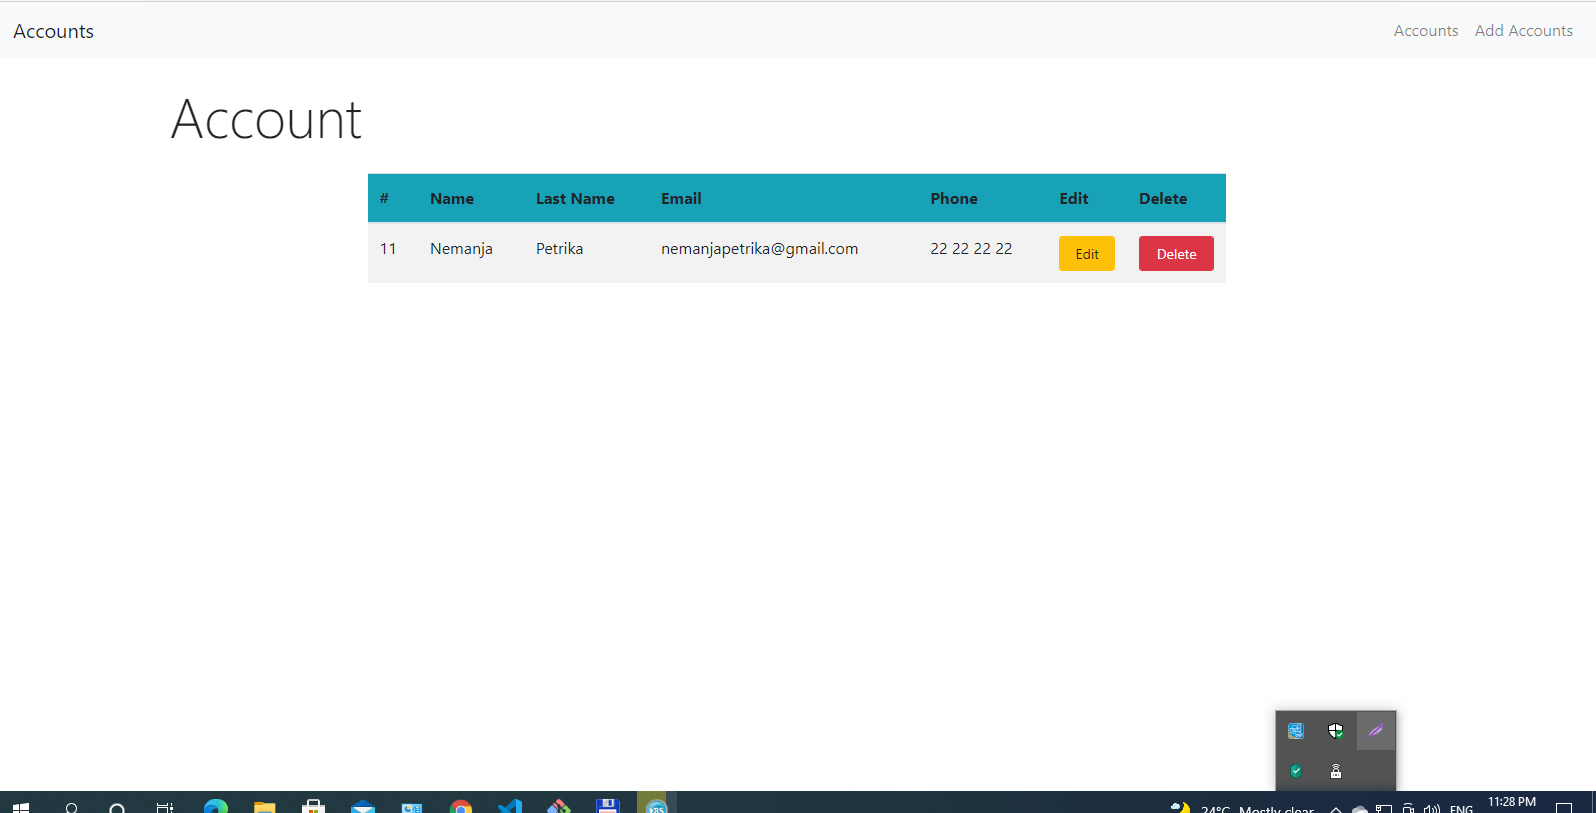 Accounts Accounts Add Accounts
Account
# Name Last Name Email Phone Edit Delete
11 Nemanja Petrika nemanjapetrika@gmail.com 22 22 22 22 Edit Delete
24°C Mostly clear ENG 11:28 PM